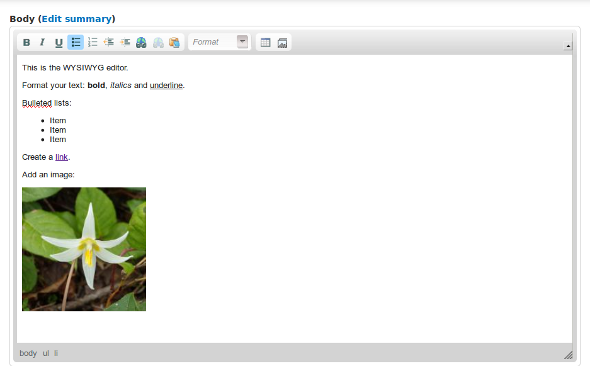 Body (Edit summary)
B I U Format
This is the WYSIWYG editor.
Format your text: bold, italics and underline.
Bulleted lists:
Item
Item
Item
Create a link.
Add an image:
body ul li